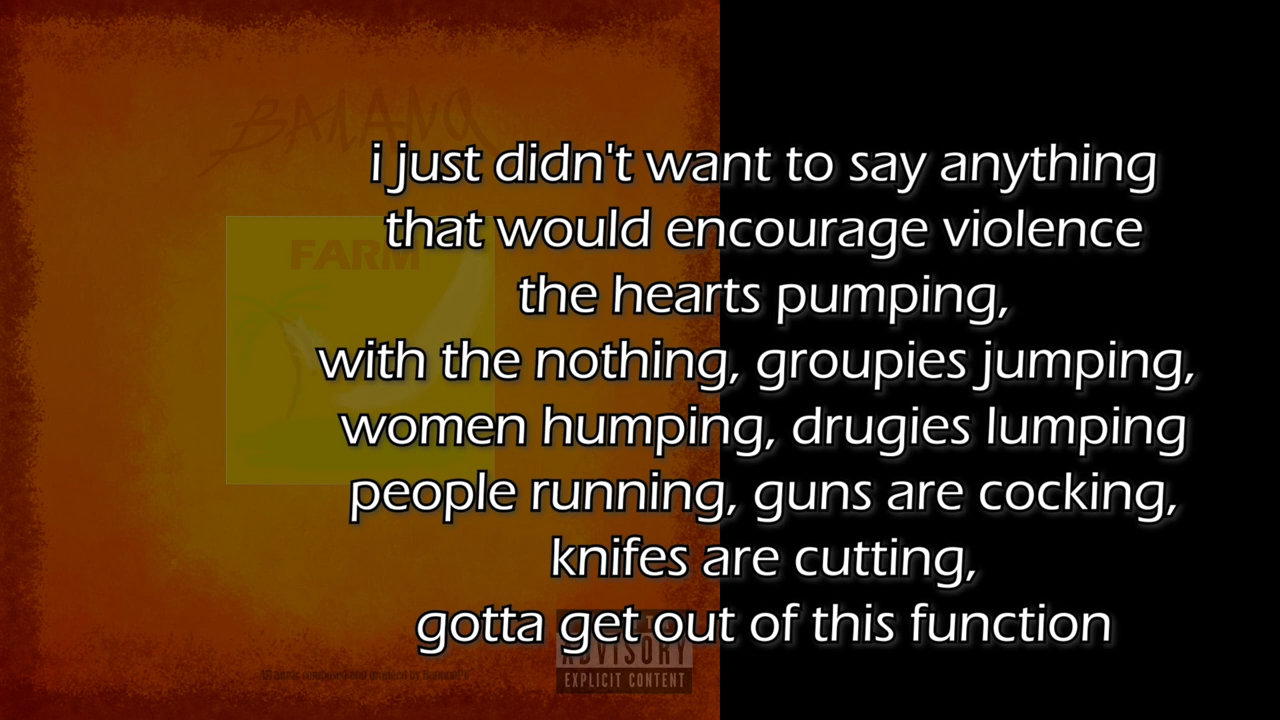 BANANA
i just didn't want to say anything
that would encourage violence
FARM
the hearts pumping,
with the nothing, groupies jumping,
women humping, drugies lumping
people running, guns are cocking,
knifes are cutting,
gotta get out of this function
ADVISORY
EXPLICIT CONTENT